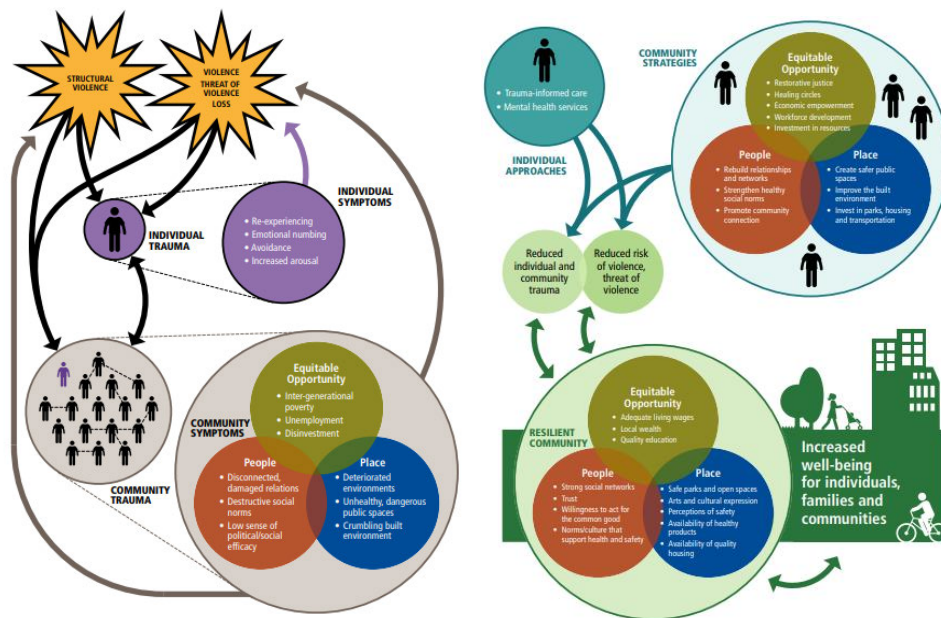 STRUCTURAL
VIOLENCE
VIOLENCE
THREAT OF
VIOLENCE
LOSS
INDIVIDUAL
SYMPTOMS
• Re-experiencing
• Emotional numbing
• Avoidance
• Increased arousal
INDIVIDUAL
TRAUMA
COMMUNITY
TRAUMA
COMMUNITY
SYMPTOMS
Equitable
Opportunity
• Inter-generational
poverty
• Unemployment
• Disinvestment
People
• Disconnected,
damaged relations
• Destructive social
norms
• Low sense of
political/social
efficacy
Place
• Deteriorated
environments
• Unhealthy, dangerous
public spaces
• Crumbling built
environment
• Trauma-informed care
• Mental health services
INDIVIDUAL
APPROACHES
COMMUNITY
STRATEGIES
Equitable
Opportunity
• Restorative justice
• Healing circles
• Economic empowerment
• Workforce development
• Investment in resources
People
• Rebuild relationships
and networks
• Strengthen healthy
social norms
• Promote community
connection
Place
• Create safer public
spaces
• Improve the built
environment
• Invest in parks, housing
and transportation
Reduced
individual and
community
trauma
Reduced risk
of violence,
threat of
violence
RESILIENT
COMMUNITY
Equitable
Opportunity
• Adequate living wages
• Local wealth
• Quality education
People
• Strong social networks
• Trust
• Willingness to act for
the common good
• Norms/culture that
support health and safety
Place
• Safe parks and open spaces
• Arts and cultural expression
• Perceptions of safety
• Availability of healthy
products
• Availability of quality
housing
Increased
well-being
for individuals,
families and
communities